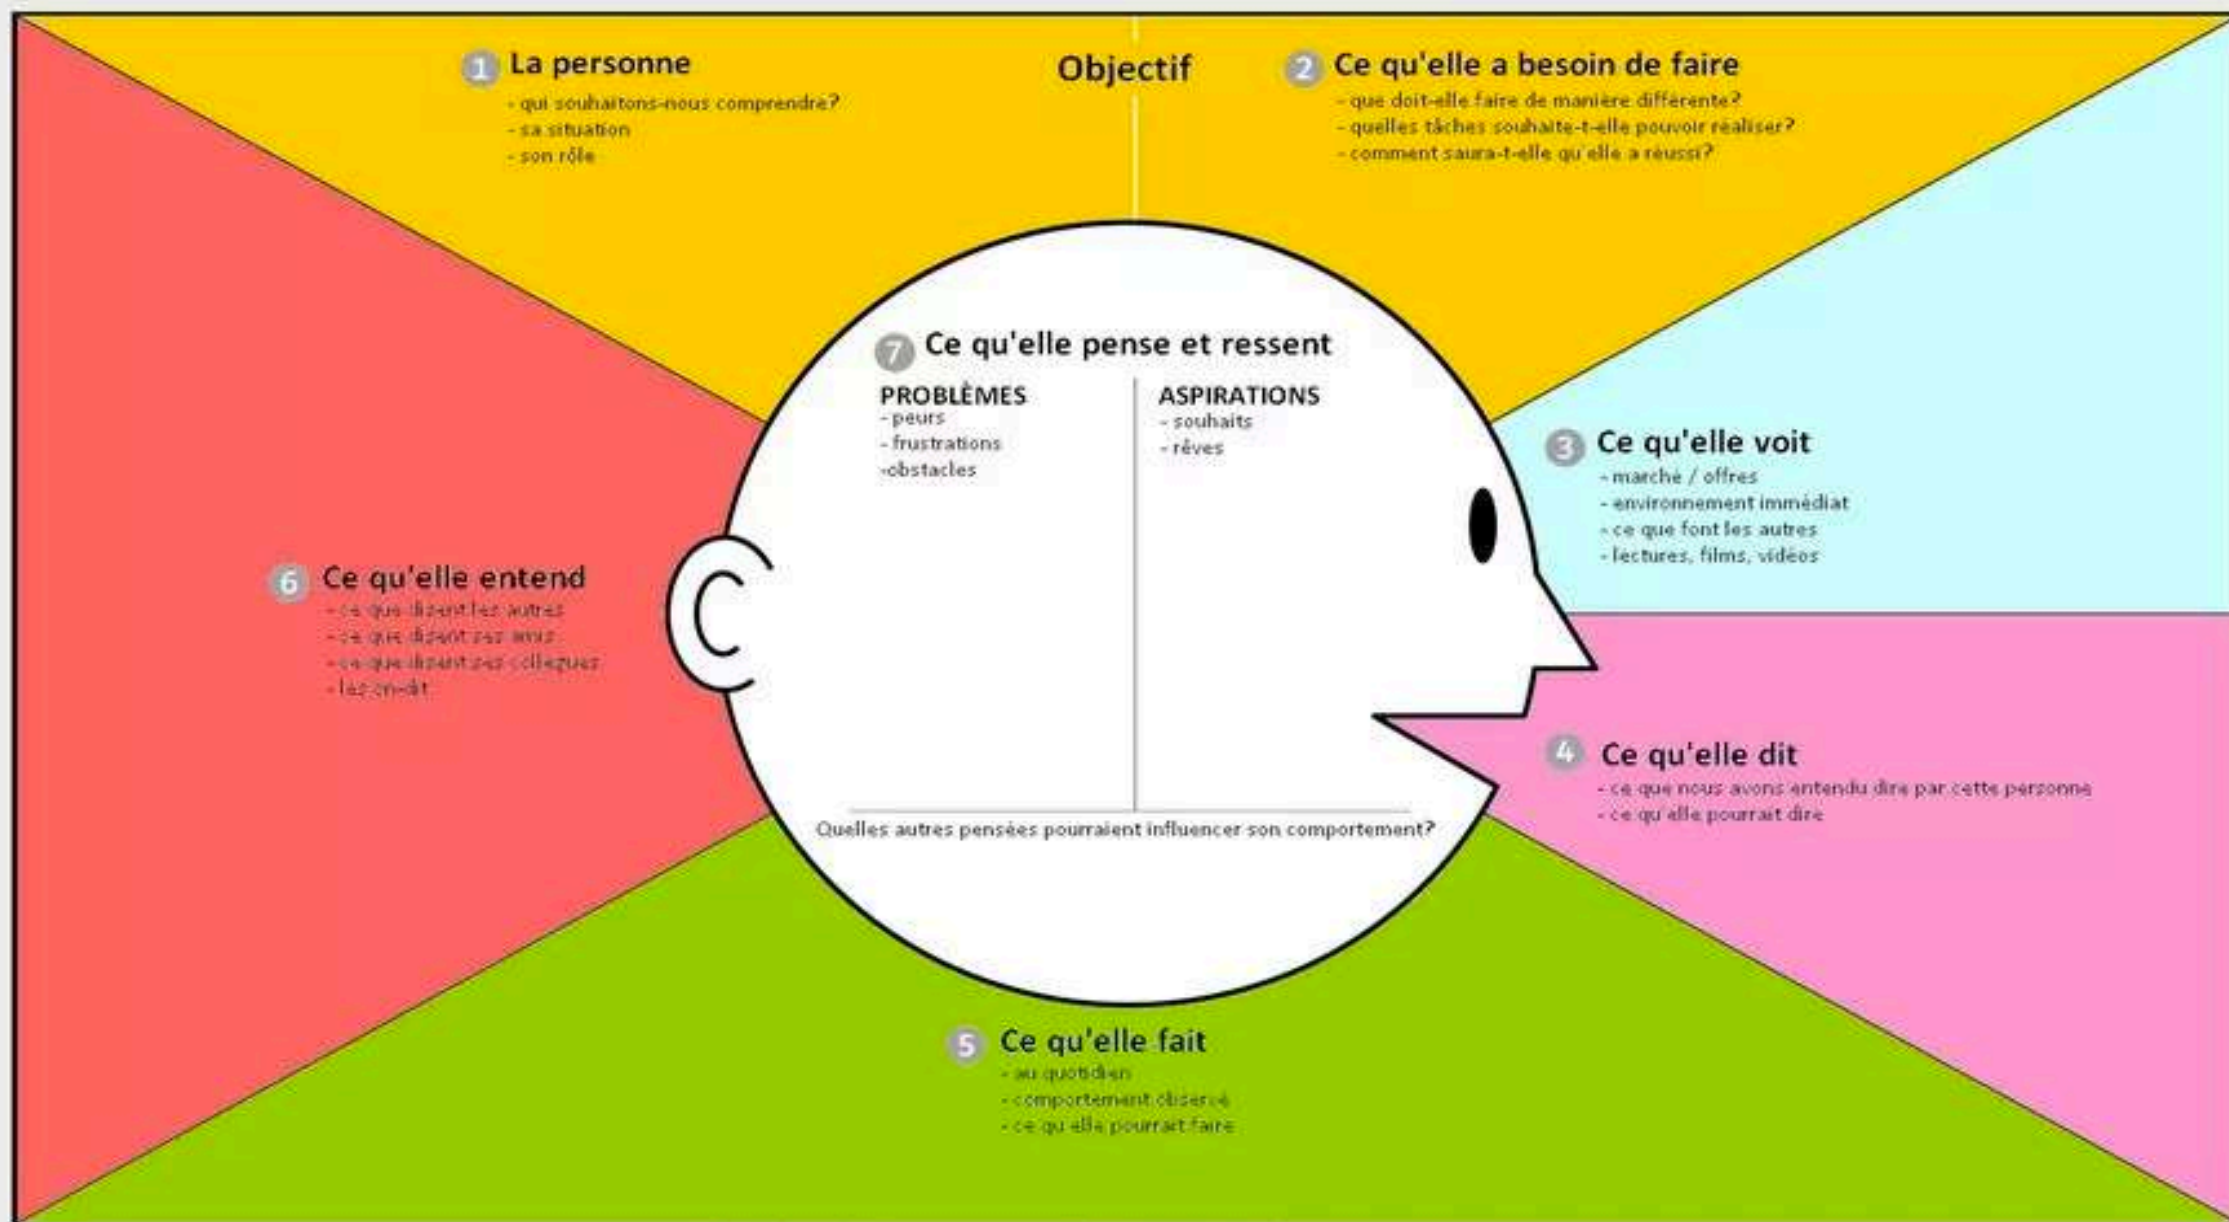 Objectif
1 La personne
- qui souhaitons-nous comprendre?
- sa situation
- son rôle
2 Ce qu'elle a besoin de faire
- que doit-elle faire de manière différente?
- quelles tâches souhaite-t-elle pouvoir réaliser?
- comment saura-t-elle qu'elle a réussi?
3 Ce qu'elle voit
- marché / offres
- environnement immédiat
- ce que font les autres
- lectures, films, vidéos
4 Ce qu'elle dit
- ce que nous avons entendu dire par cette personne
- ce qu'elle pourrait dire
5 Ce qu'elle fait
- au quotidien
- comportement observé
- ce qu'elle pourrait faire
6 Ce qu'elle entend
- ce que disent les autres
- ce que disent ses amis
- ce que disent ses collègues
- les on-dit
7 Ce qu'elle pense et ressent
PROBLÈMES
- peurs
- frustrations
-obstacles
ASPIRATIONS
- souhaits
- rêves
Quelles autres pensées pourraient influencer son comportement?